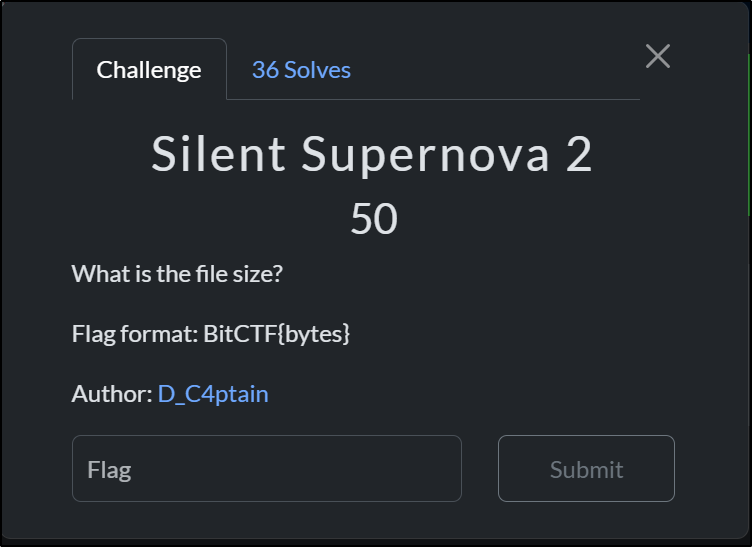 Challenge
36 Solves
Silent Supernova 2
50
What is the file size?
Flag format: BitCTF{bytes}
Author: D_C4ptain
Flag
Submit